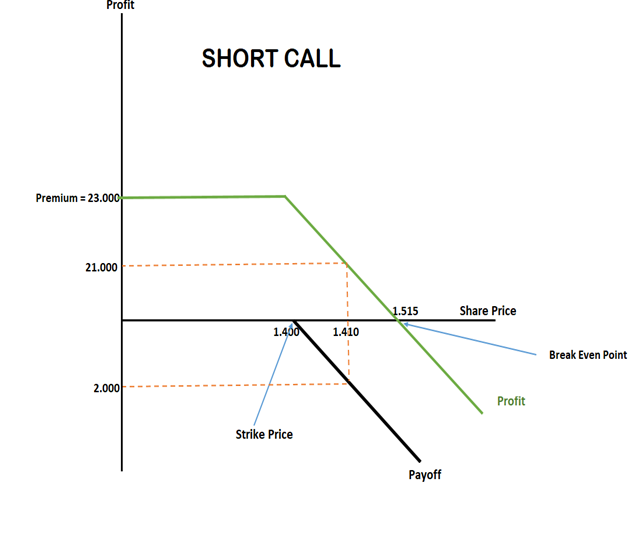 Profit
SHORT CALL
Premium = 23.000
21.000
1.515
Share Price
1.400
1.410
Break Even Point
2.000
Profit
Strike Price
Payoff